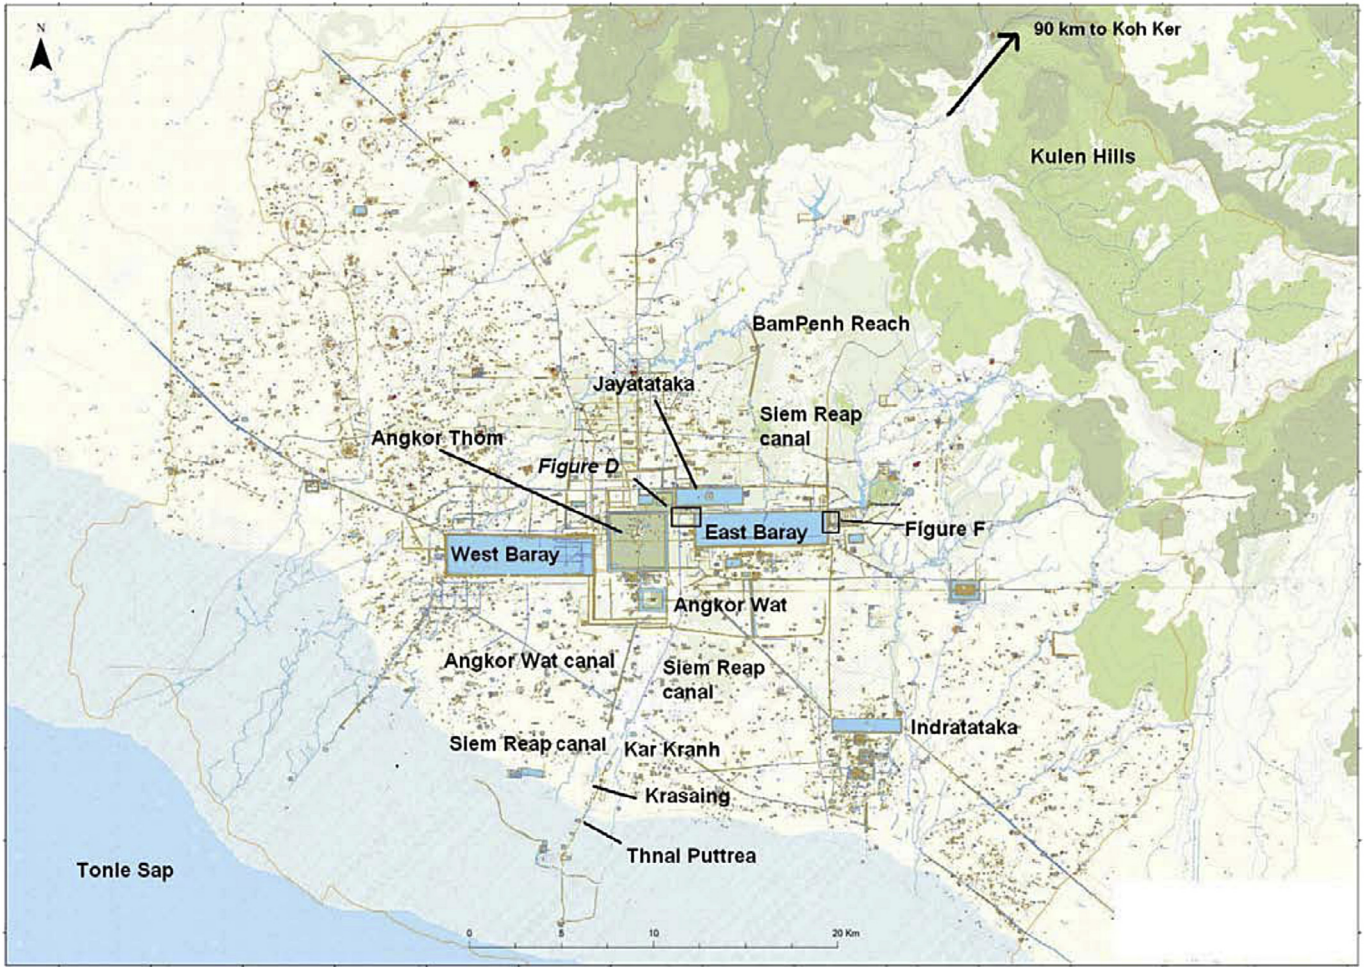 N
90 km to Koh Ker
Kulen Hills
BamPenh Reach
Jayatataka
Siem Reap
canal
Angkor Thom
Figure D
East Baray
Figure F
West Baray
Angkor Wat
Angkor Wat canal
Siem Reap
canal
Indratataka
Siem Reap canal
Kar Kranh
Krasaing
Thnal Puttrea
Tonle Sap
0 5 10 20 Km